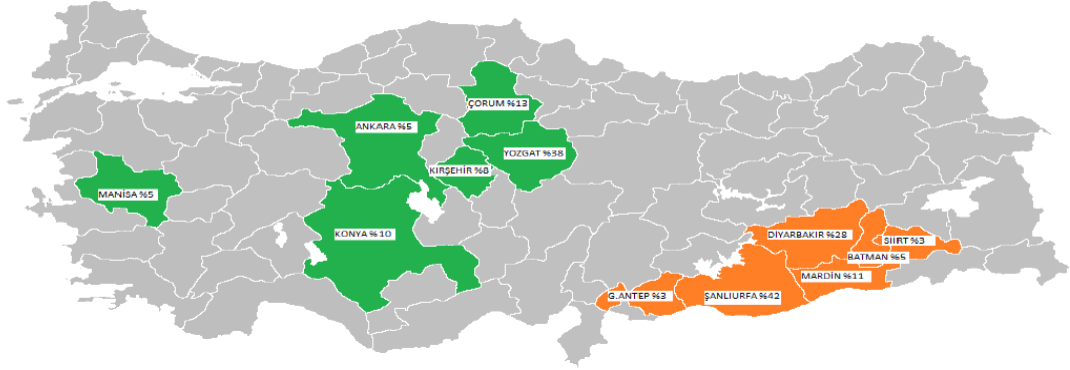 ÇORUM %13
ANKARA %6
YOZGAT %38
KIRŞEHİR %8
MANİSA %5
KONYA %10
DİYARBAKIR %28
SİİRT %3
BATMAN %5
MARDİN %11
G.ANTEP %3
ŞANLIURFA %42